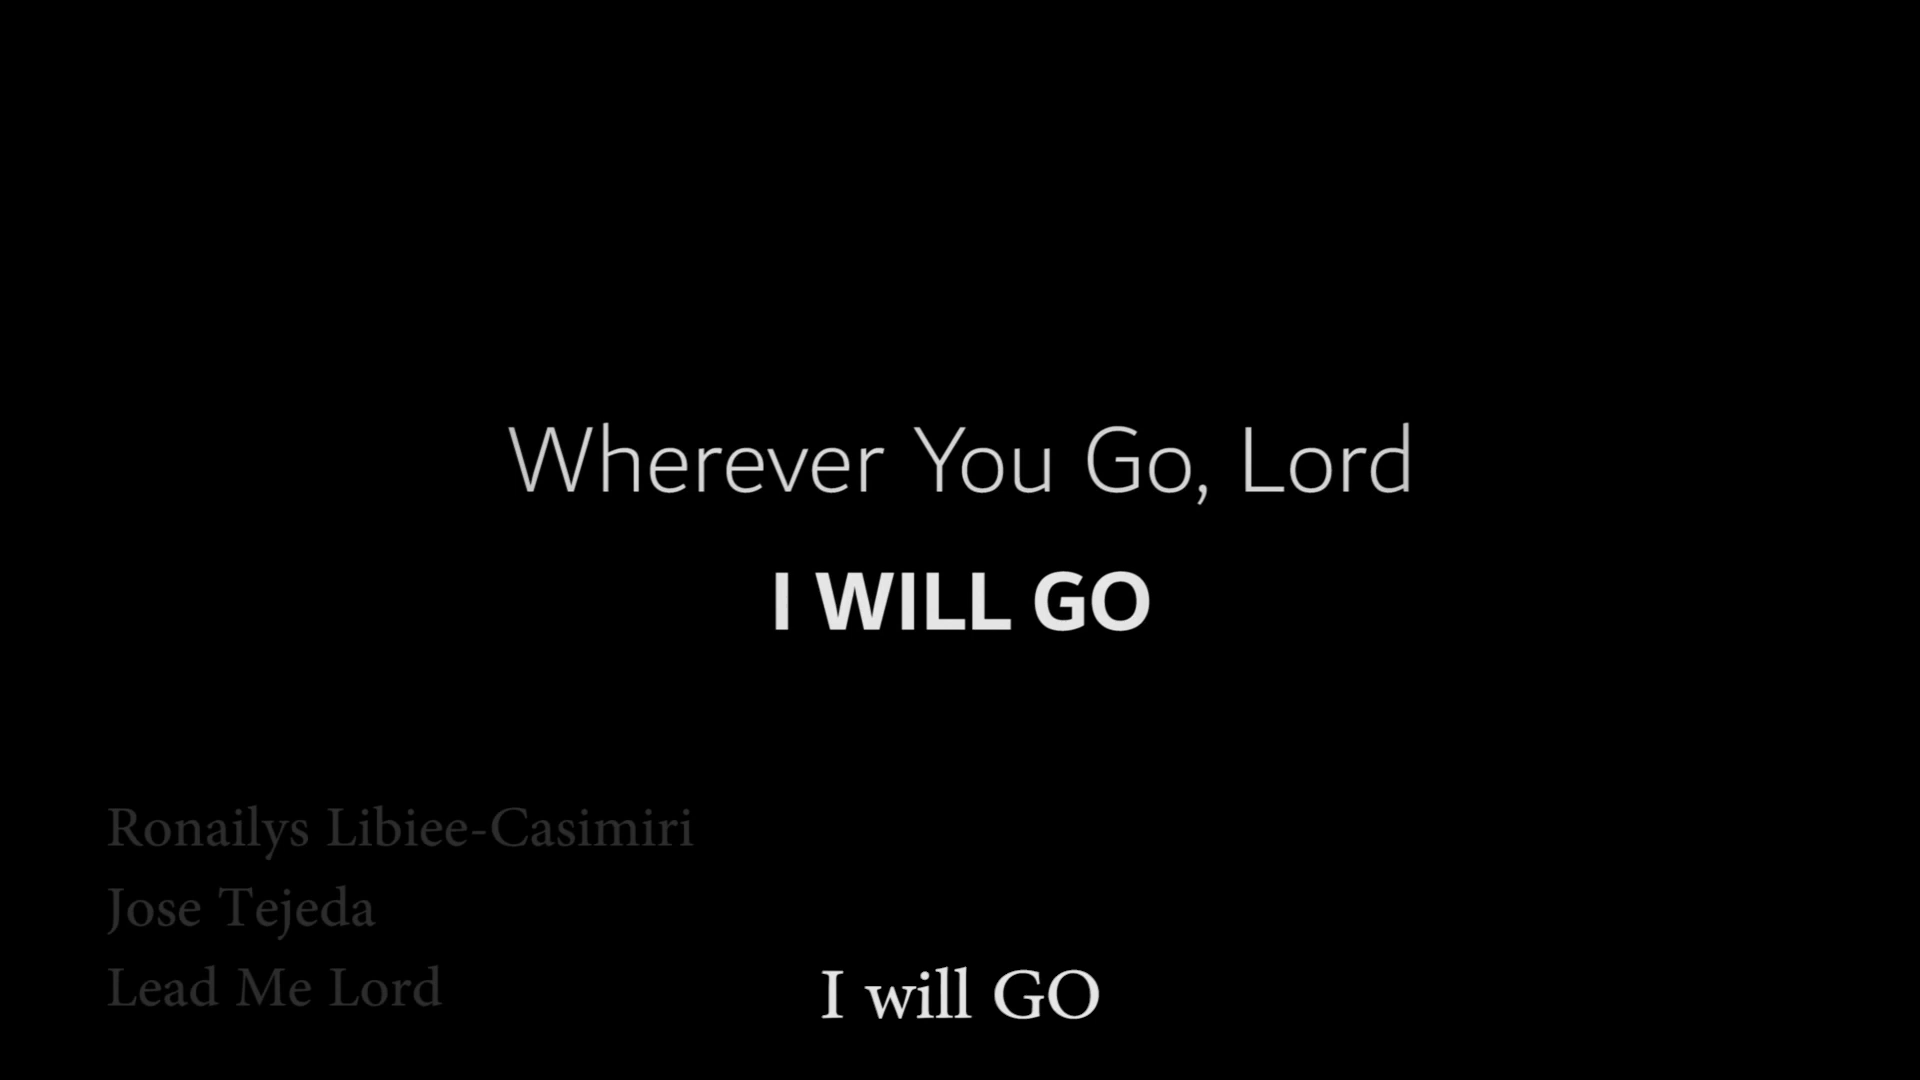 Wherever You Go, Lord
I WILL GO
Ronailys Libiee-Casimiri
Jose Tejeda
Lead Me Lord
I will GO